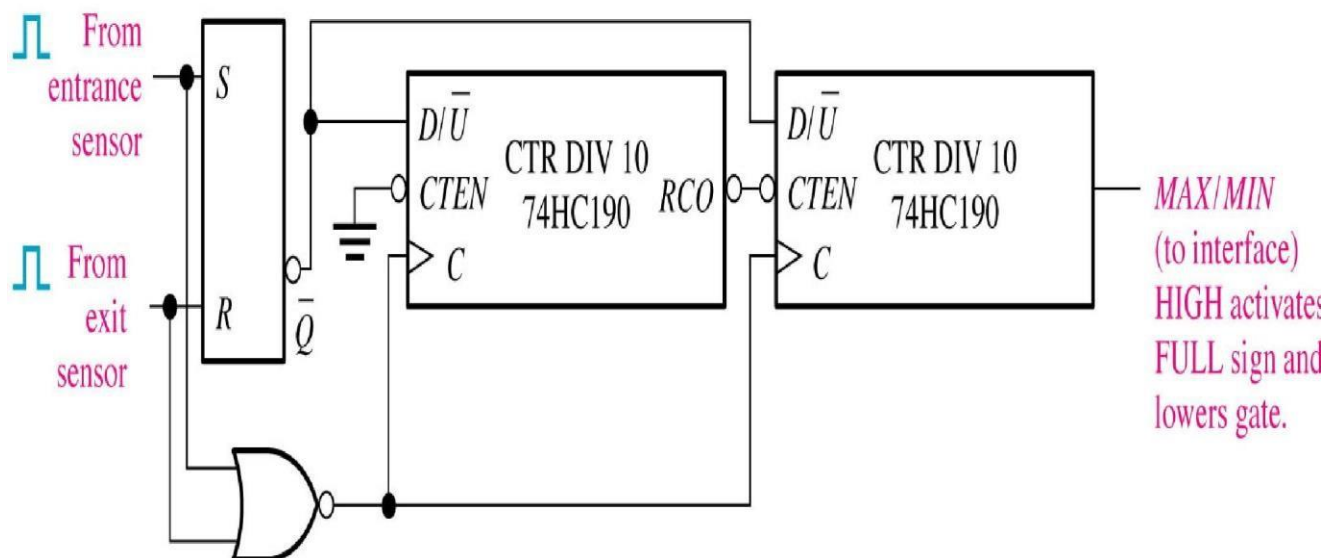 From
entrance
sensor
S
D/U̅
CTR DIV 10
74HC190
CTEN
RCO
C
D/U̅
CTR DIV 10
74HC190
CTEN
C
MAX/MIN
(to interface)
HIGH activates
FULL sign and
lowers gate.
From
exit
sensor
R
Q̅